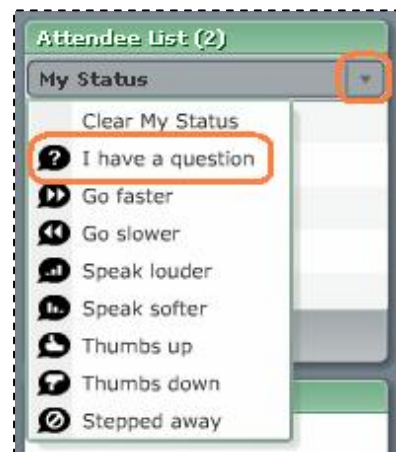 Attendee List (2)
My Status
Clear My Status
I have a question
Go faster
Go slower
Speak louder
Speak softer
Thumbs up
Thumbs down
Stepped away